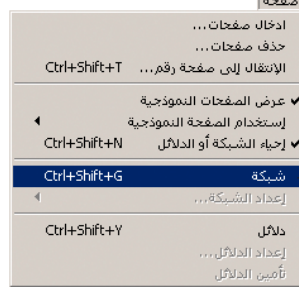 صفحة
ادخال صفحات...
حذف صفحات...
الإنتقال إلى صفحة رقم... Ctrl+Shift+T
عرض الصفحات النموذجية
إستخدام الصفحة النموذجية
إحياء الشبكة أو الدلائل Ctrl+Shift+N
شبكة Ctrl+Shift+G
إعداد الشبكة...
دلائل Ctrl+Shift+Y
إعداد الدلائل...
تأمين الدلائل